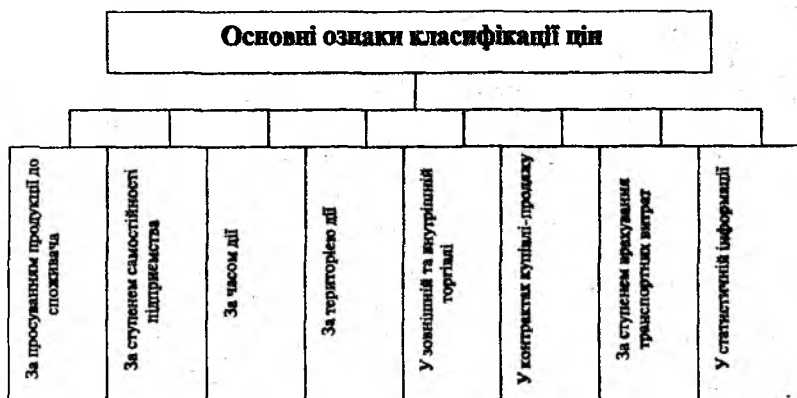 Основні ознаки класифікації цін
За просуванням продукції до
споживача
За ступенем самостійності
підприємства
За часом дії
За територією дії
У зовнішній та внутрішній
торгівлі
У контрактах купівлі-продажу
За ступенем врахування
транспортних витрат
У статистичній інформації